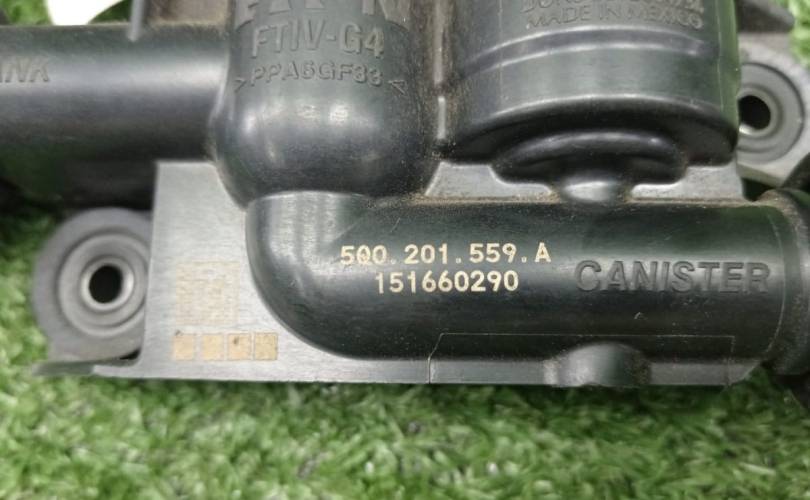 FTIV-G4
>PPA6GF33<
MADE IN MEXICO
5Q0.201.559.A
151660290
CANISTER